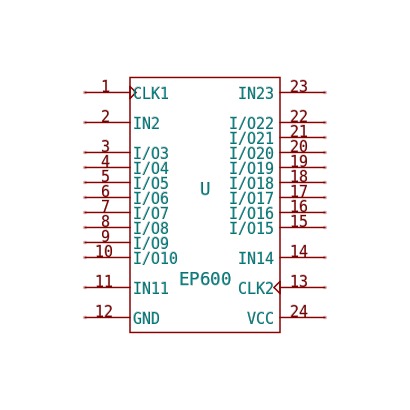 1 CLK1 IN23 23
2 IN2 I/O22 22
I/O21 21
3 I/O3 I/O20 20
4 I/O4 I/O19 19
5 I/O5 I/O18 18
6 I/O6 I/O17 17
7 I/O7 I/O16 16
8 I/O8 I/O15 15
9 I/O9
10 I/O10 IN14 14
U
EP600
11 IN11 CLK2 13
12 GND VCC 24